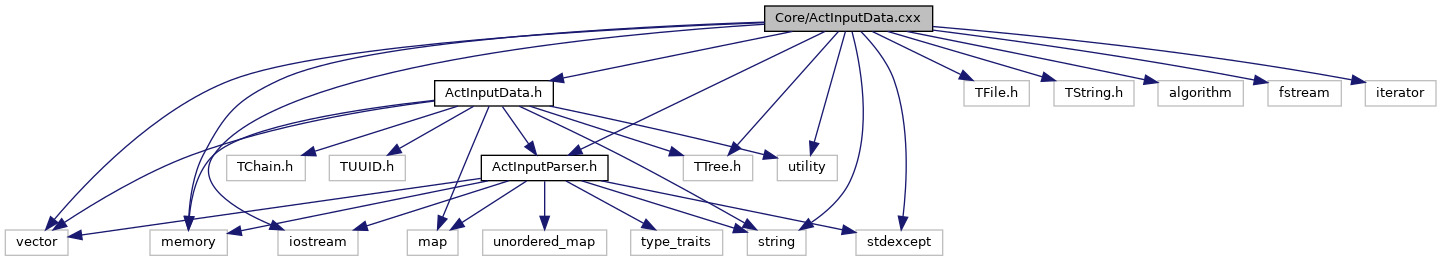 Core/ActInputData.cxx
ActInputData.h
TFile.h
TString.h
algorithm
fstream
iterator
TChain.h
TUUID.h
ActInputParser.h
TTree.h
utility
vector
memory
iostream
map
unordered_map
type_traits
string
stdexcept